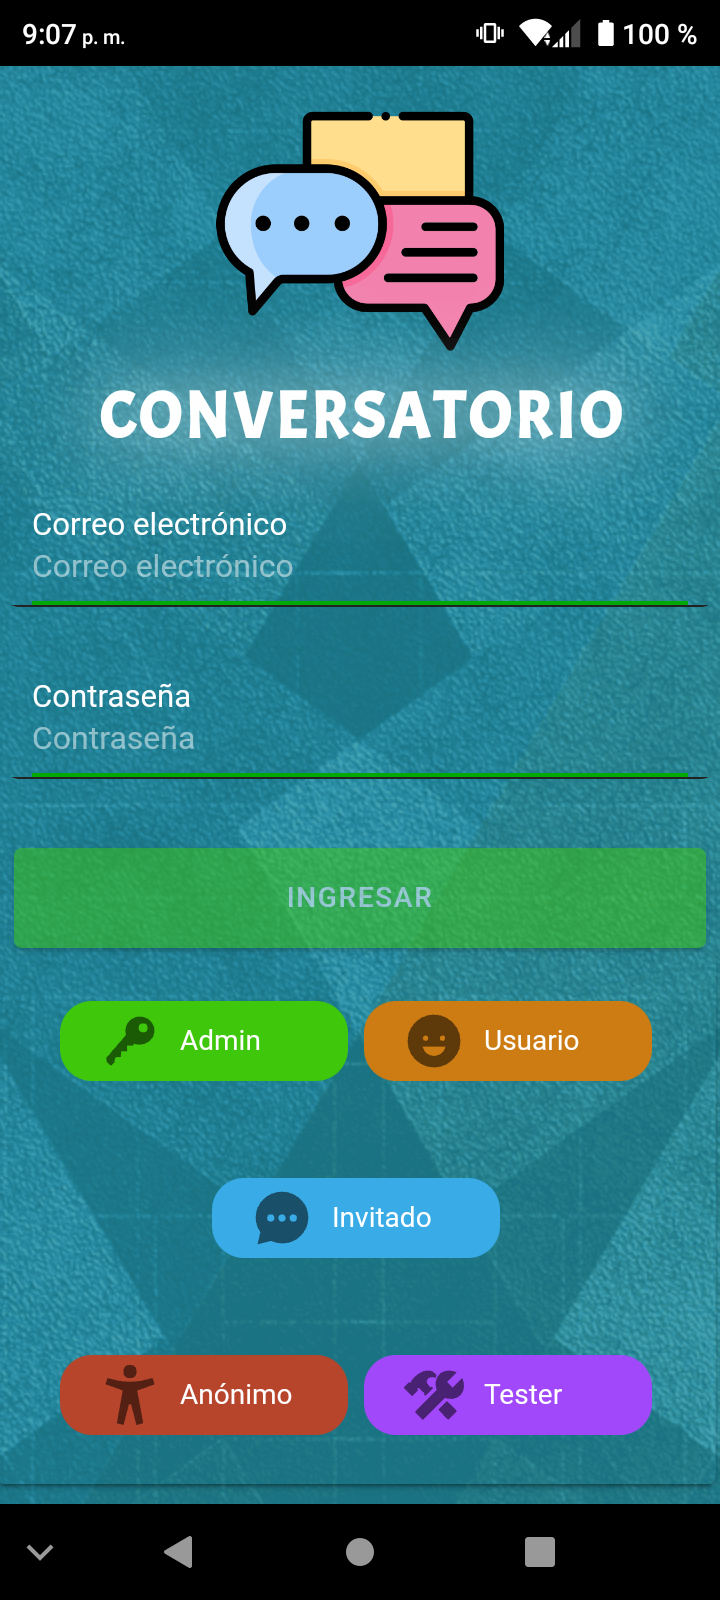 9:07 p. m. 100 %
CONVERSATORIO
Correo electrónico
Correo electrónico
Contraseña
Contraseña
INGRESAR
Admin Usuario
Invitado
Anónimo Tester